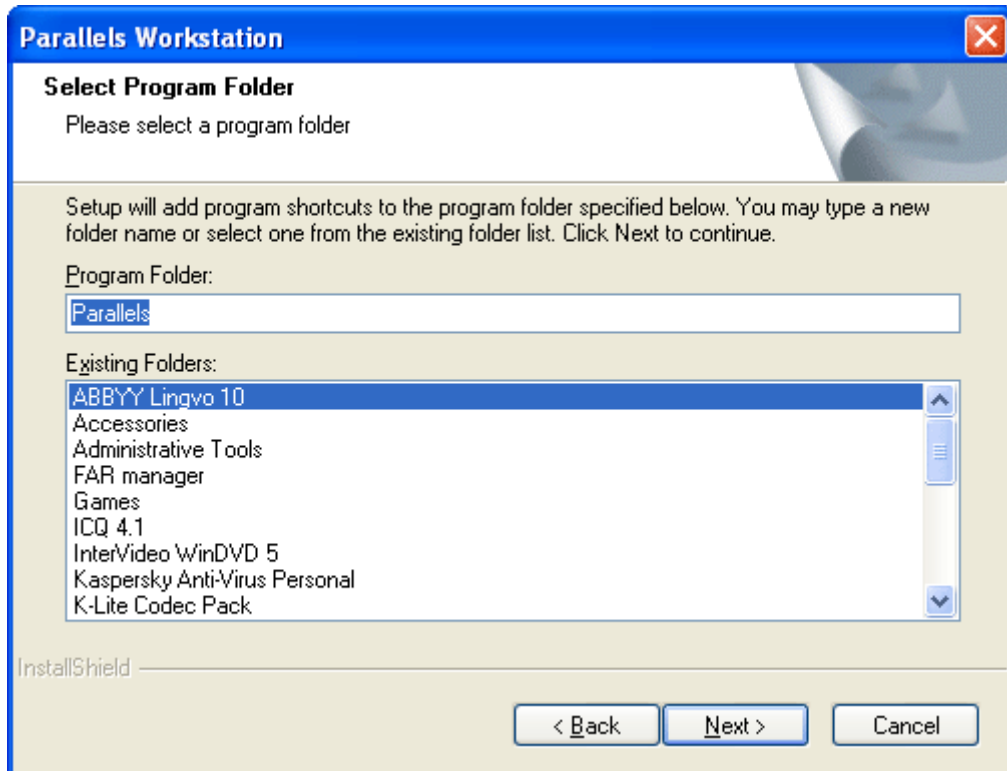 Parallels Workstation
Select Program Folder
Please select a program folder
Setup will add program shortcuts to the program folder specified below. You may type a new
folder name or select one from the existing folder list. Click Next to continue.
Program Folder:
Parallels
Existing Folders:
ABBYY Lingvo 10
Accessories
Administrative Tools
FAR manager
Games
ICQ 4.1
InterVideo WinDVD 5
Kaspersky Anti-Virus Personal
K-Lite Codec Pack
InstallShield
< Back Next > Cancel